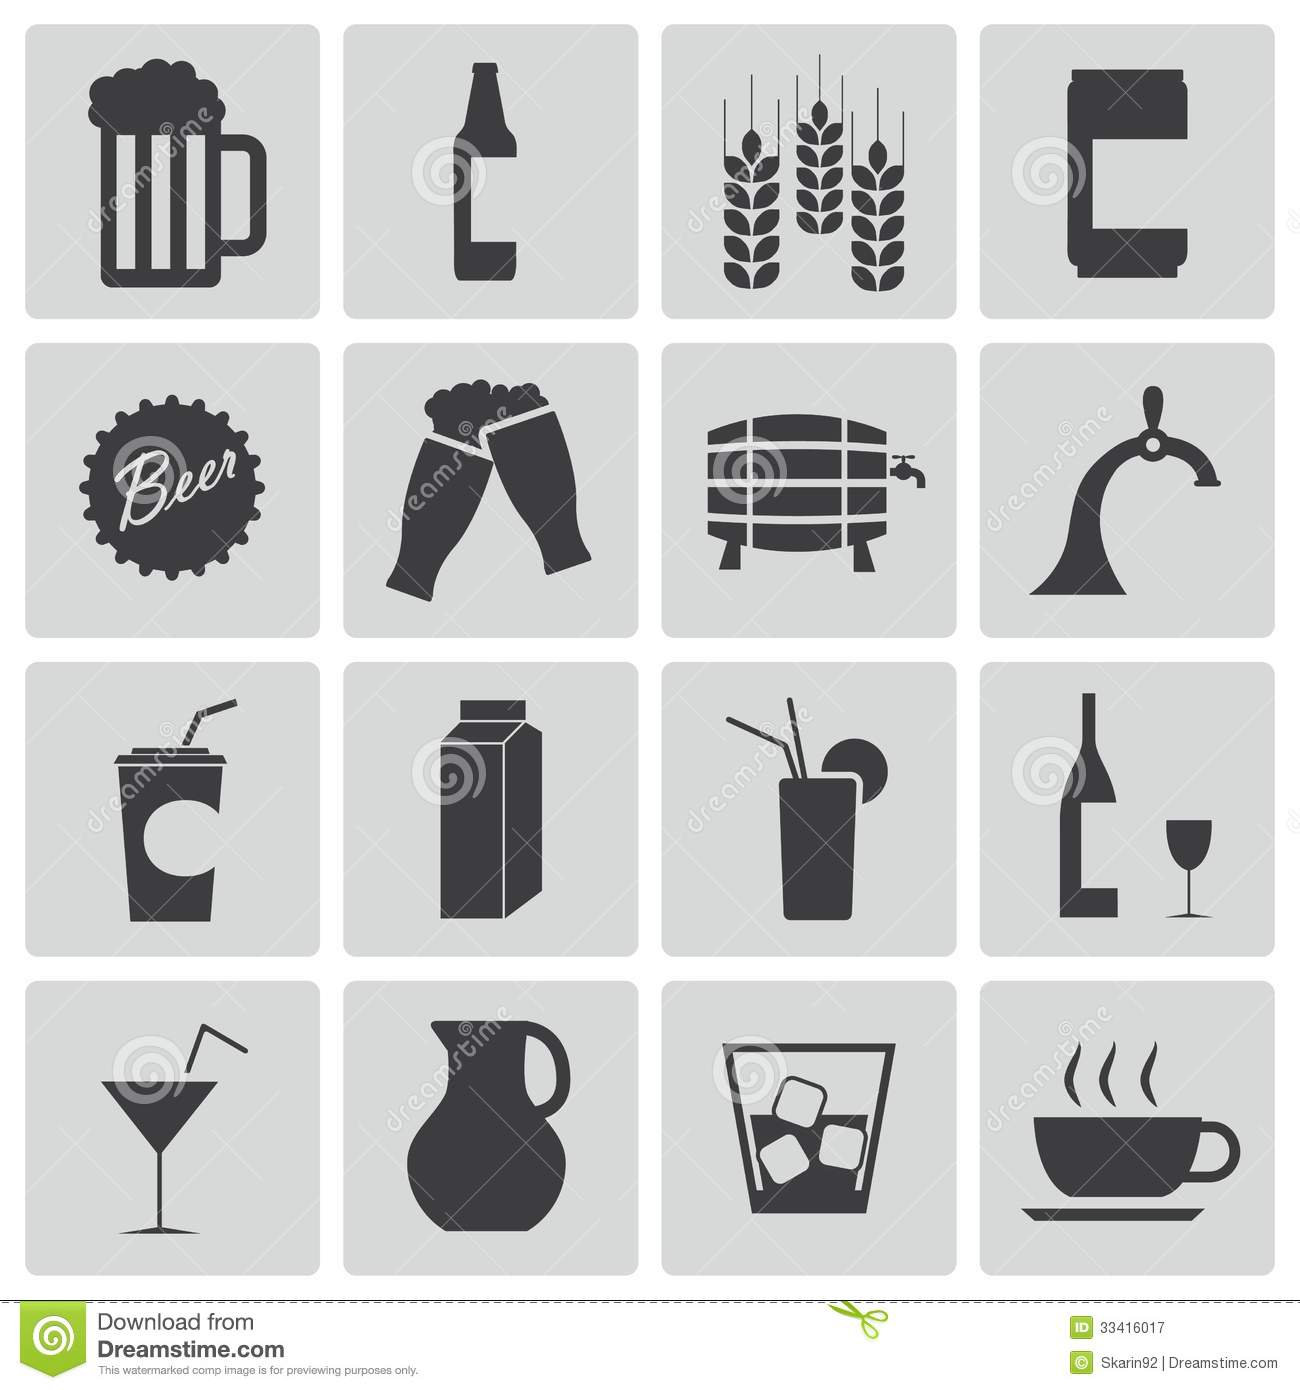 Beer
Download from
Dreamstime.com
This watermarked comp image is for previewing purposes only.
ID 33416017
© Skarin92 | Dreamstime.com
dreamstime